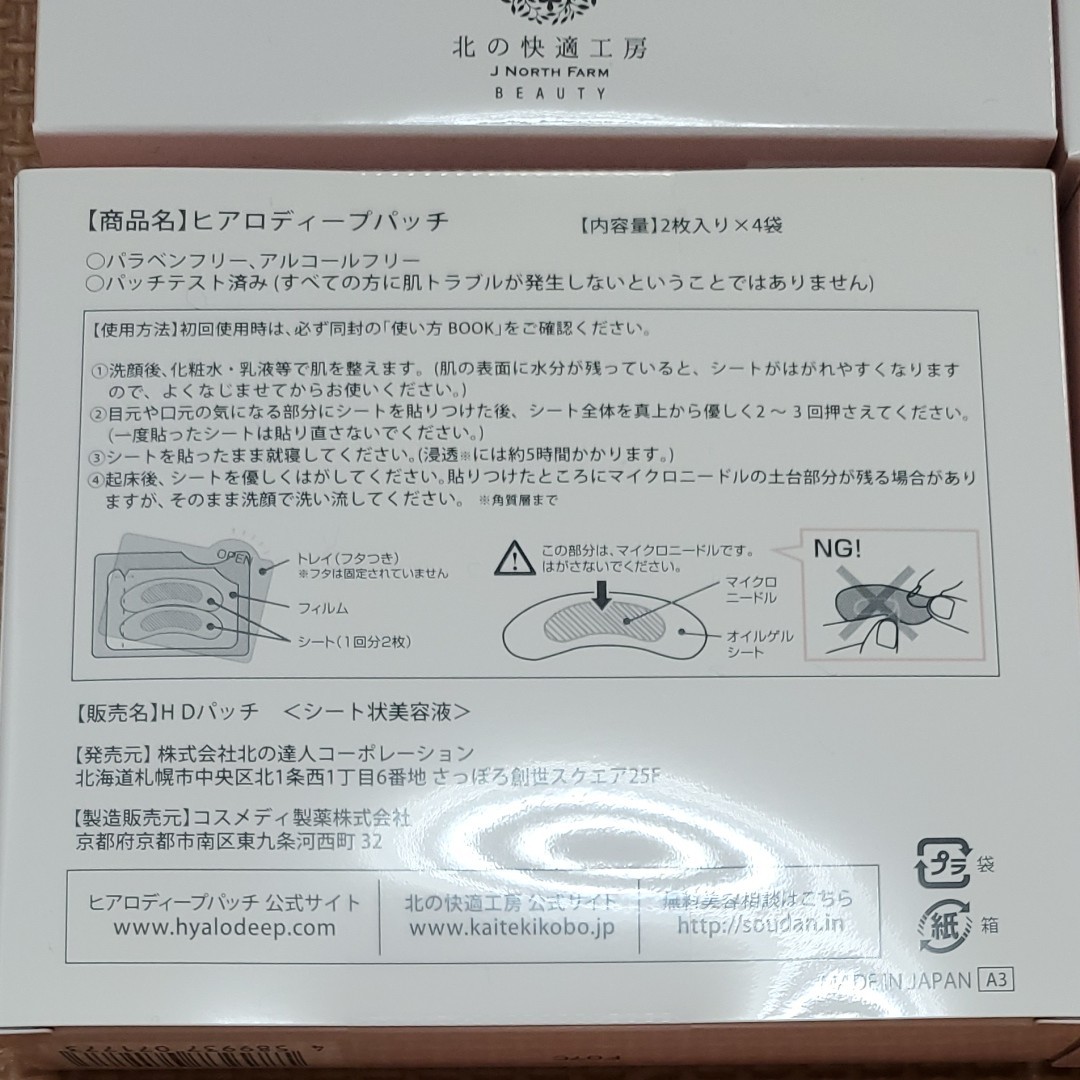 北の快適工房
J NORTH FARM
BEAUTY
【商品名】ヒアロディープパッチ
【内容量】2枚入り×4袋
○パラベンフリー、アルコールフリー
○パッチテスト済み(すべての方に肌トラブルが発生しないということではありません)
【使用方法】初回使用時は、必ず同封の「使い方 BOOK」をご確認ください。
①洗顔後、化粧水・乳液等で肌を整えます。(肌の表面に水分が残っていると、シートがはがれやすくなります
ので、よくなじませてからお使いください。)
②目元や口元の気になる部分にシートを貼りつけた後、シート全体を真上から優しく2～3回押さえてください。
(一度貼ったシートは貼り直さないでください。)
③シートを貼ったまま就寝してください。(浸透※には約5時間かかります。)
④起床後、シートを優しくはがしてください。貼りつけたところにマイクロニードルの土台部分が残る場合があり
ますが、そのまま洗顔で洗い流してください。 ※角質層まで
OPEN
トレイ(フタつき)
※フタは固定されていません
フィルム
シート(1回分2枚)
この部分は、マイクロニードルです。
はがさないでください。
マイクロ
ニードル
オイルゲル
シート
NG!
【販売名】H Dパッチ ＜シート状美容液＞
【発売元】株式会社北の達人コーポレーション
北海道札幌市中央区北1条西1丁目6番地 さっぽろ創世スクエア25F
【製造販売元】コスメディ製薬株式会社
京都府京都市南区東九条河西町 32
ヒアロディープパッチ 公式サイト
www.hyalodeep.com
北の快適工房 公式サイト
www.kaitekikobo.jp
無料美容相談はこちら
http://soudan.in
プラ 袋
紙 箱
MADE IN JAPAN A3